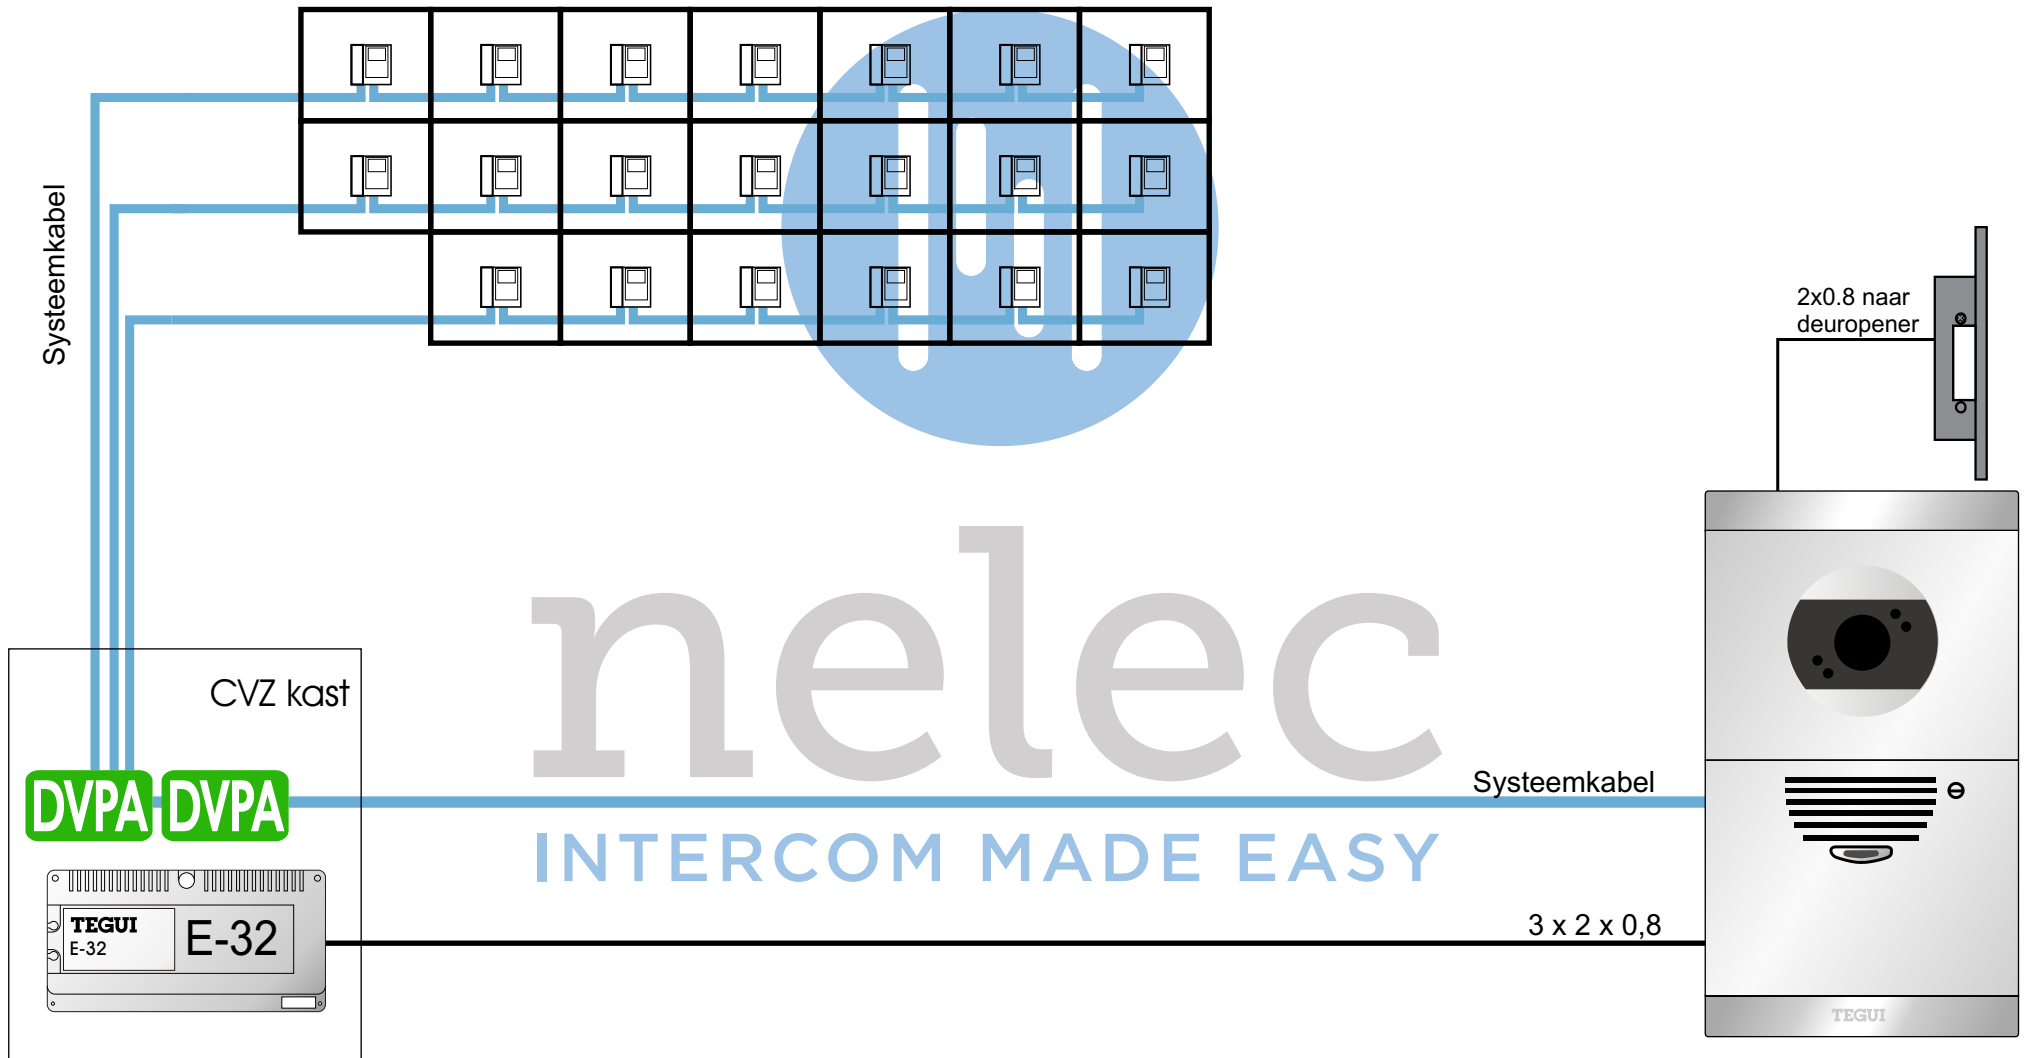 Systeemkabel
2x0.8 naar
deuropener
nelec
INTERCOM MADE EASY
CVZ kast
DVPA DVPA
Systeemkabel
TEGUI
E-32
E-32
3 x 2 x 0,8
TEGUI